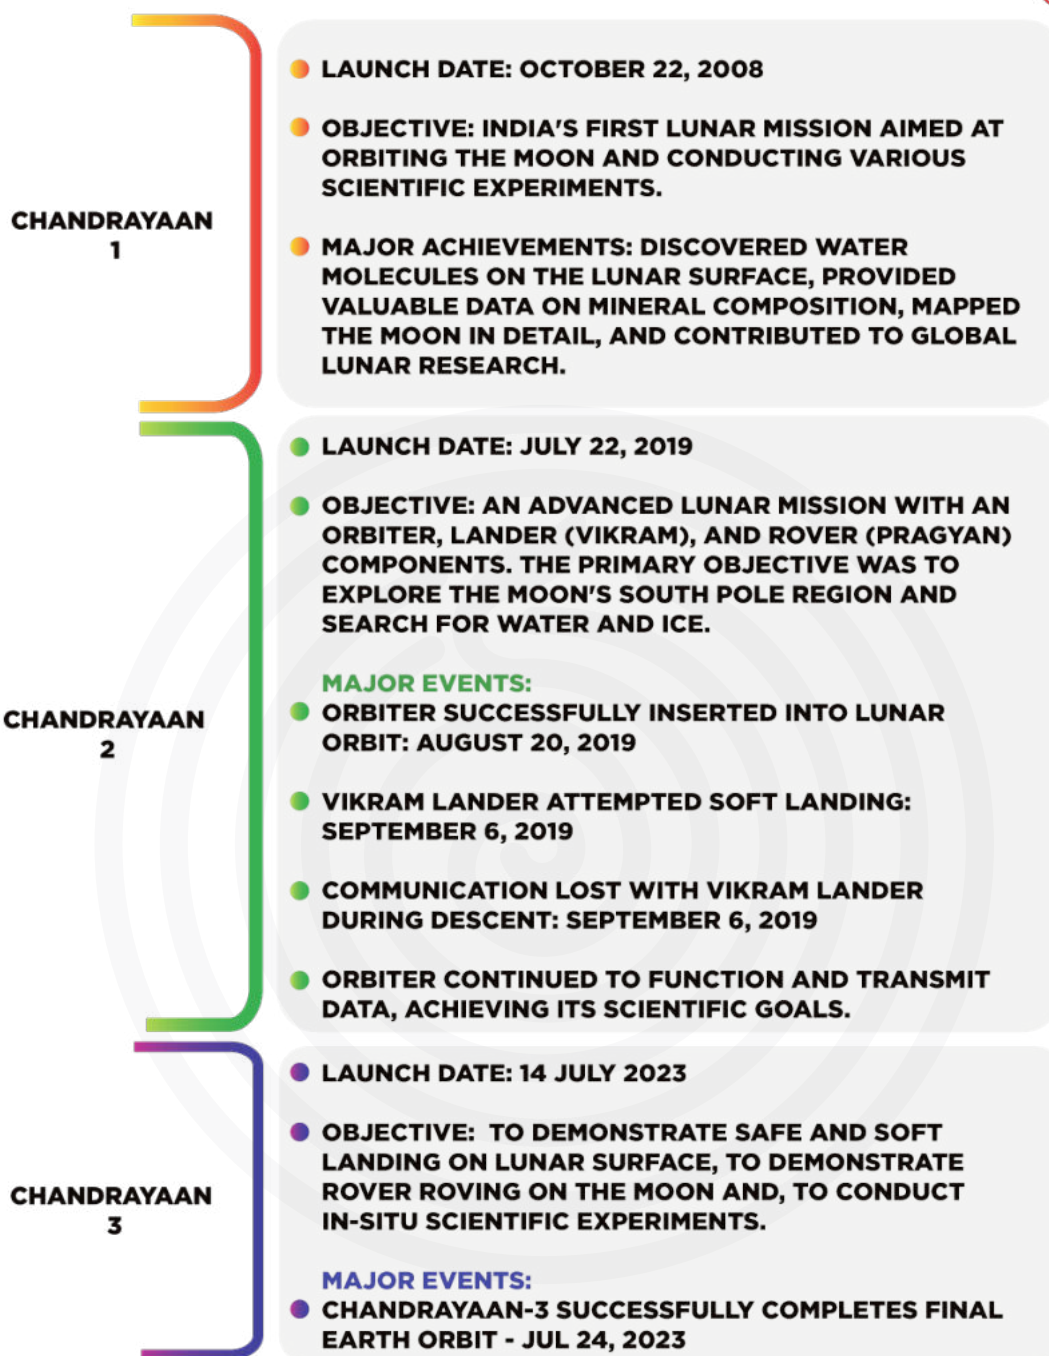 CHANDRAYAAN
1
LAUNCH DATE: OCTOBER 22, 2008
OBJECTIVE: INDIA'S FIRST LUNAR MISSION AIMED AT
ORBITING THE MOON AND CONDUCTING VARIOUS
SCIENTIFIC EXPERIMENTS.
MAJOR ACHIEVEMENTS: DISCOVERED WATER
MOLECULES ON THE LUNAR SURFACE, PROVIDED
VALUABLE DATA ON MINERAL COMPOSITION, MAPPED
THE MOON IN DETAIL, AND CONTRIBUTED TO GLOBAL
LUNAR RESEARCH.
CHANDRAYAAN
2
LAUNCH DATE: JULY 22, 2019
OBJECTIVE: AN ADVANCED LUNAR MISSION WITH AN
ORBITER, LANDER (VIKRAM), AND ROVER (PRAGYAN)
COMPONENTS. THE PRIMARY OBJECTIVE WAS TO
EXPLORE THE MOON'S SOUTH POLE REGION AND
SEARCH FOR WATER AND ICE.
MAJOR EVENTS:
ORBITER SUCCESSFULLY INSERTED INTO LUNAR
ORBIT: AUGUST 20, 2019
VIKRAM LANDER ATTEMPTED SOFT LANDING:
SEPTEMBER 6, 2019
COMMUNICATION LOST WITH VIKRAM LANDER
DURING DESCENT: SEPTEMBER 6, 2019
ORBITER CONTINUED TO FUNCTION AND TRANSMIT
DATA, ACHIEVING ITS SCIENTIFIC GOALS.
CHANDRAYAAN
3
LAUNCH DATE: 14 JULY 2023
OBJECTIVE: TO DEMONSTRATE SAFE AND SOFT
LANDING ON LUNAR SURFACE, TO DEMONSTRATE
ROVER ROVING ON THE MOON AND, TO CONDUCT
IN-SITU SCIENTIFIC EXPERIMENTS.
MAJOR EVENTS:
CHANDRAYAAN-3 SUCCESSFULLY COMPLETES FINAL
EARTH ORBIT - JUL 24, 2023